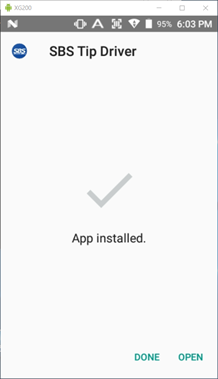 XG200
N A 95% 6:03 PM
SBS SBS Tip Driver
App installed.
DONE OPEN